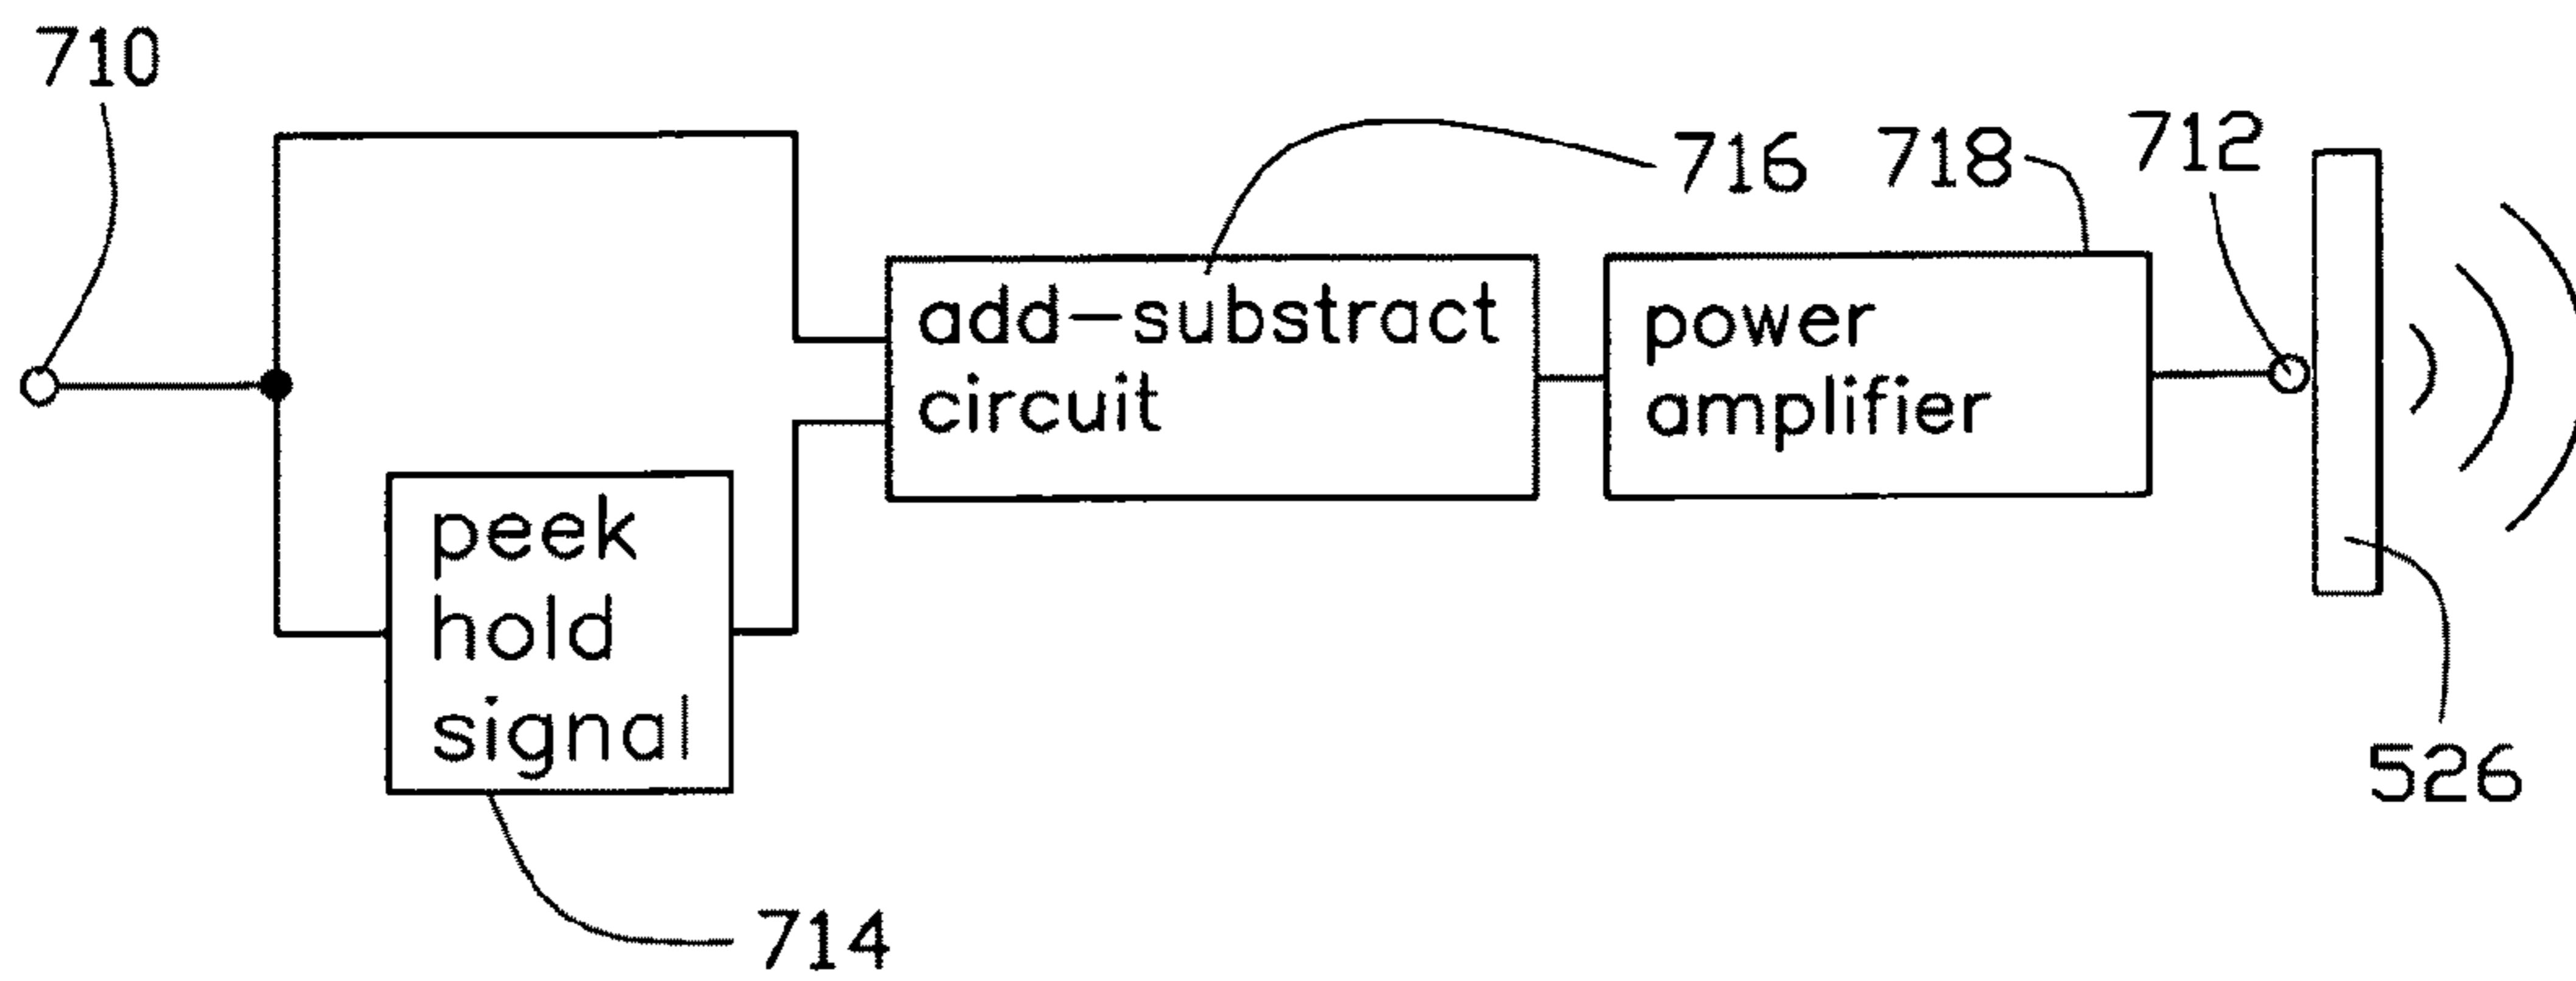 710
716
718
712
add-substract
circuit
power
amplifier
peek
hold
signal
526
714